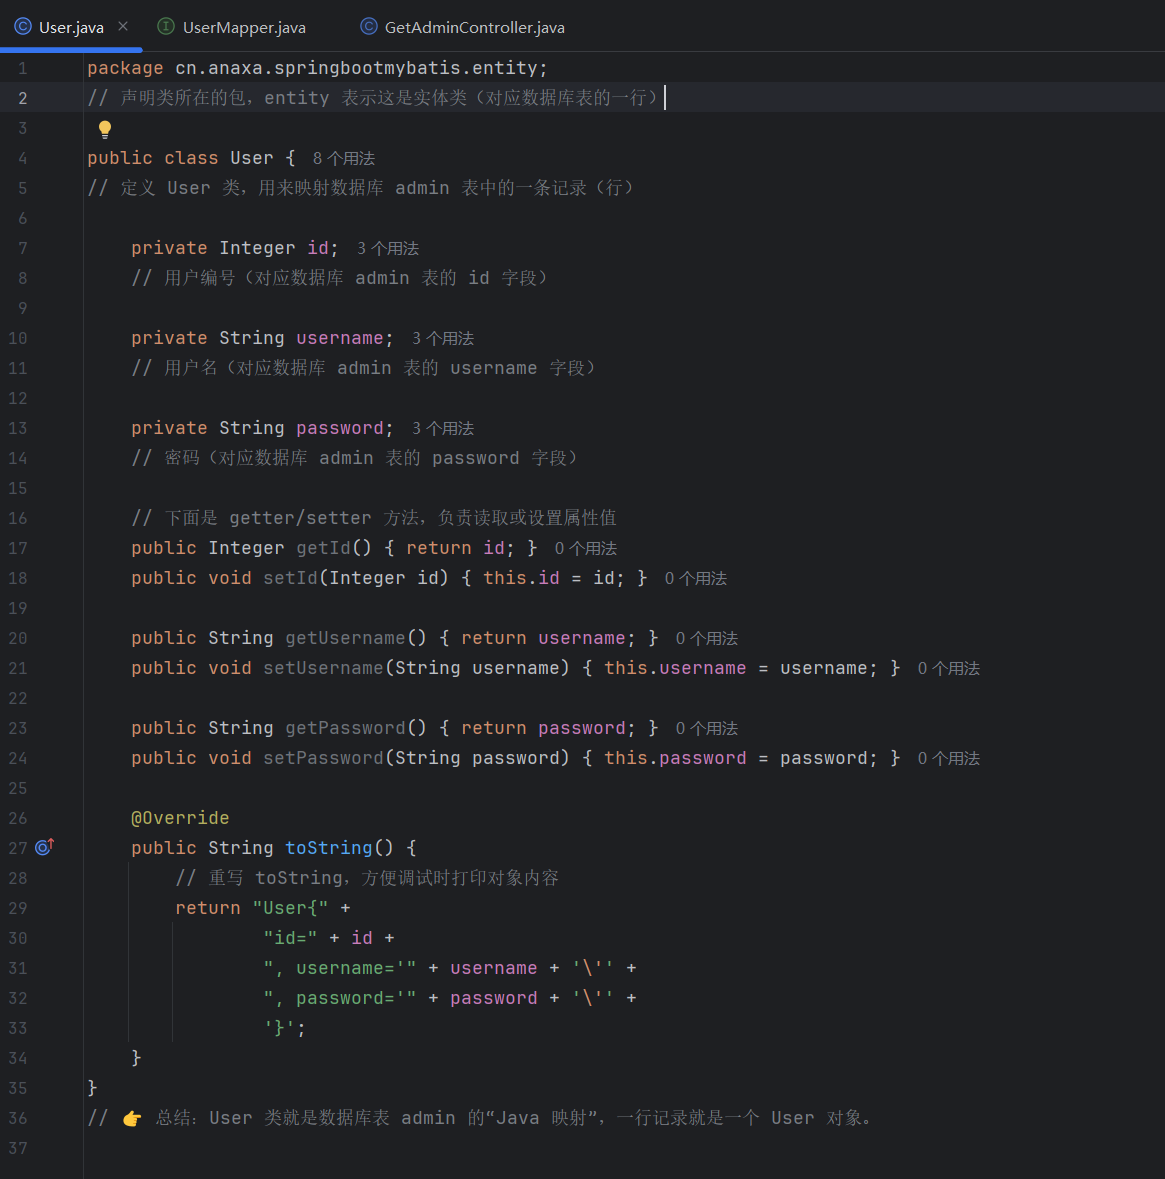 User.java
UserMapper.java
GetAdminController.java
1 package cn.anaxa.springbootmybatis.entity;
2 // 声明类所在的包，entity 表示这是实体类（对应数据库表的一行）
3
4 public class User { 8 个用法
5 // 定义 User 类，用来映射数据库 admin 表中的一条记录（行）
6
7 private Integer id; 3 个用法
8 // 用户编号（对应数据库 admin 表的 id 字段）
9
10 private String username; 3 个用法
11 // 用户名（对应数据库 admin 表的 username 字段）
12
13 private String password; 3 个用法
14 // 密码（对应数据库 admin 表的 password 字段）
15
16 // 下面是 getter/setter 方法，负责读取或设置属性值
17 public Integer getId() { return id; } 0 个用法
18 public void setId(Integer id) { this.id = id; } 0 个用法
19
20 public String getUsername() { return username; } 0 个用法
21 public void setUsername(String username) { this.username = username; } 0 个用法
22
23 public String getPassword() { return password; } 0 个用法
24 public void setPassword(String password) { this.password = password; } 0 个用法
25
26 @Override
27 public String toString() {
28 // 重写 toString，方便调试时打印对象内容
29 return "User{" +
30 "id=" + id +
31 ", username='" + username + '\'' +
32 ", password='" + password + '\'' +
33 '}';
34 }
35 }
36 // 👉 总结：User 类就是数据库表 admin 的“Java 映射”，一行记录就是一个 User 对象。
37